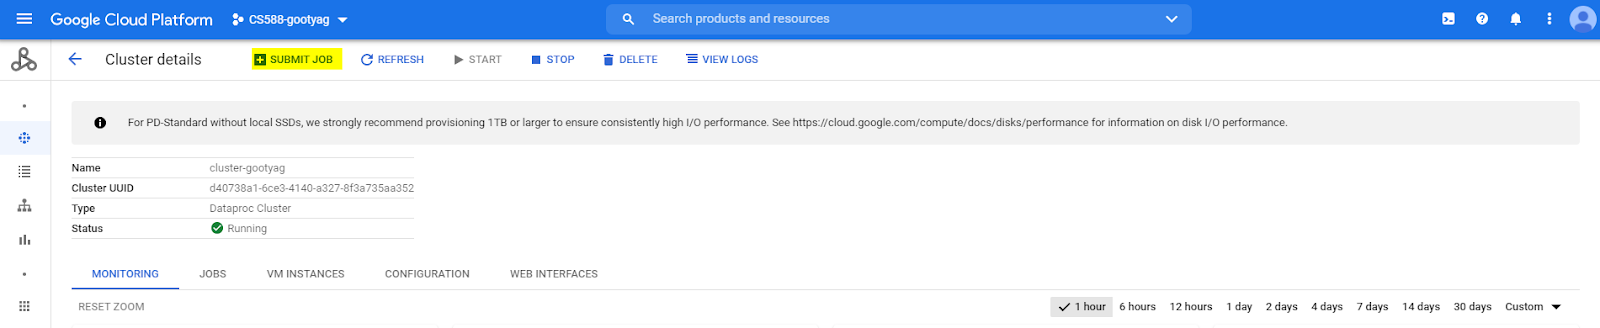 Google Cloud Platform CS588-gootyag Search products and resources
Cluster details SUBMIT JOB REFRESH START STOP DELETE VIEW LOGS
For PD-Standard without local SSDs, we strongly recommend provisioning 1TB or larger to ensure consistently high I/O performance. See https://cloud.google.com/compute/docs/disks/performance for information on disk I/O performance.
Name cluster-gootyag
Cluster UUID d40738a1-6ce3-4140-a327-8f3a735aa352
Type Dataproc Cluster
Status Running
MONITORING JOBS VM INSTANCES CONFIGURATION WEB INTERFACES
RESET ZOOM 1 hour 6 hours 12 hours 1 day 2 days 4 days 7 days 14 days 30 days Custom